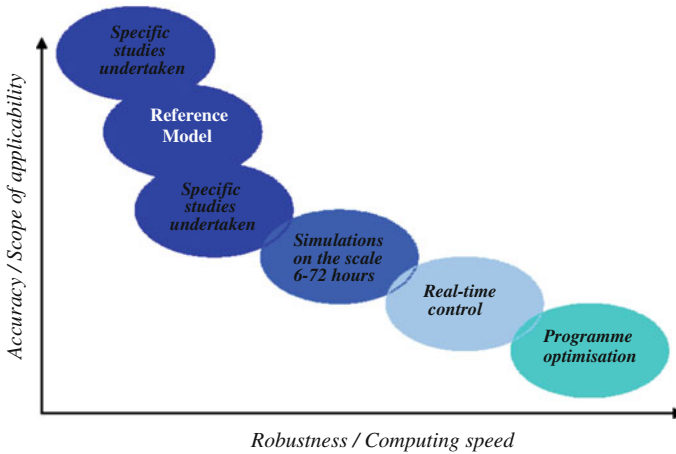 Specific
studies
undertaken
Reference
Model
Specific
studies
undertaken
Simulations
on the scale
6-72 hours
Real-time
control
Programme
optimisation
Accuracy / Scope of applicability
Robustness / Computing speed